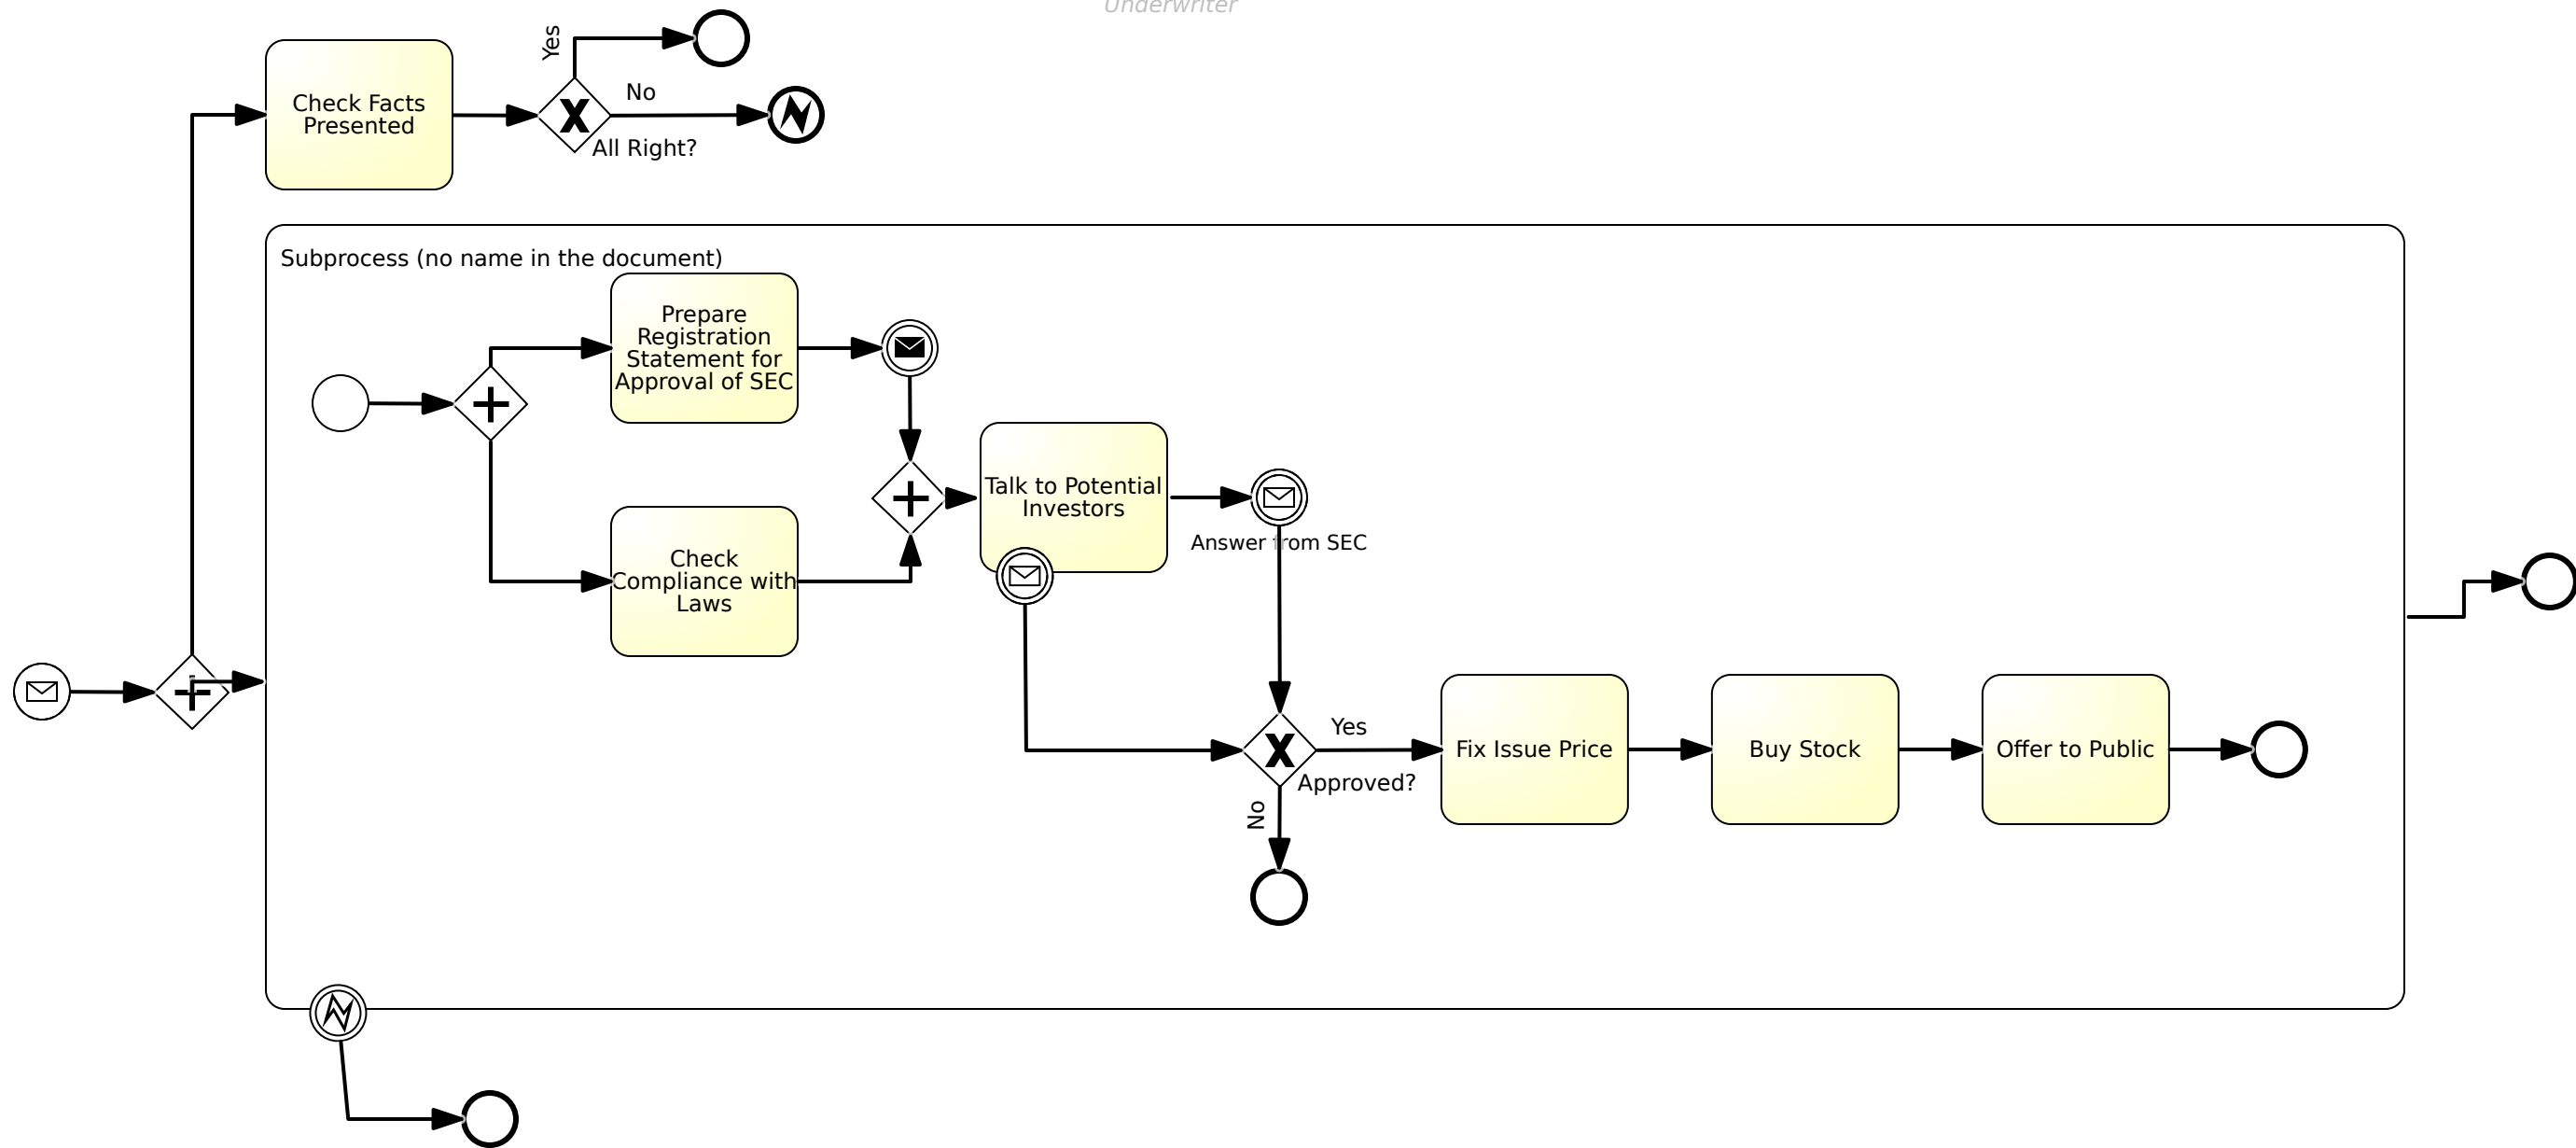 Underwriter
Yes
No
Check Facts
Presented
All Right?
Subprocess (no name in the document)
Prepare
Registration
Statement for
Approval of SEC
Talk to Potential
Investors
Answer from SEC
Check
Compliance with
Laws
Yes
Approved?
No
Fix Issue Price
Buy Stock
Offer to Public